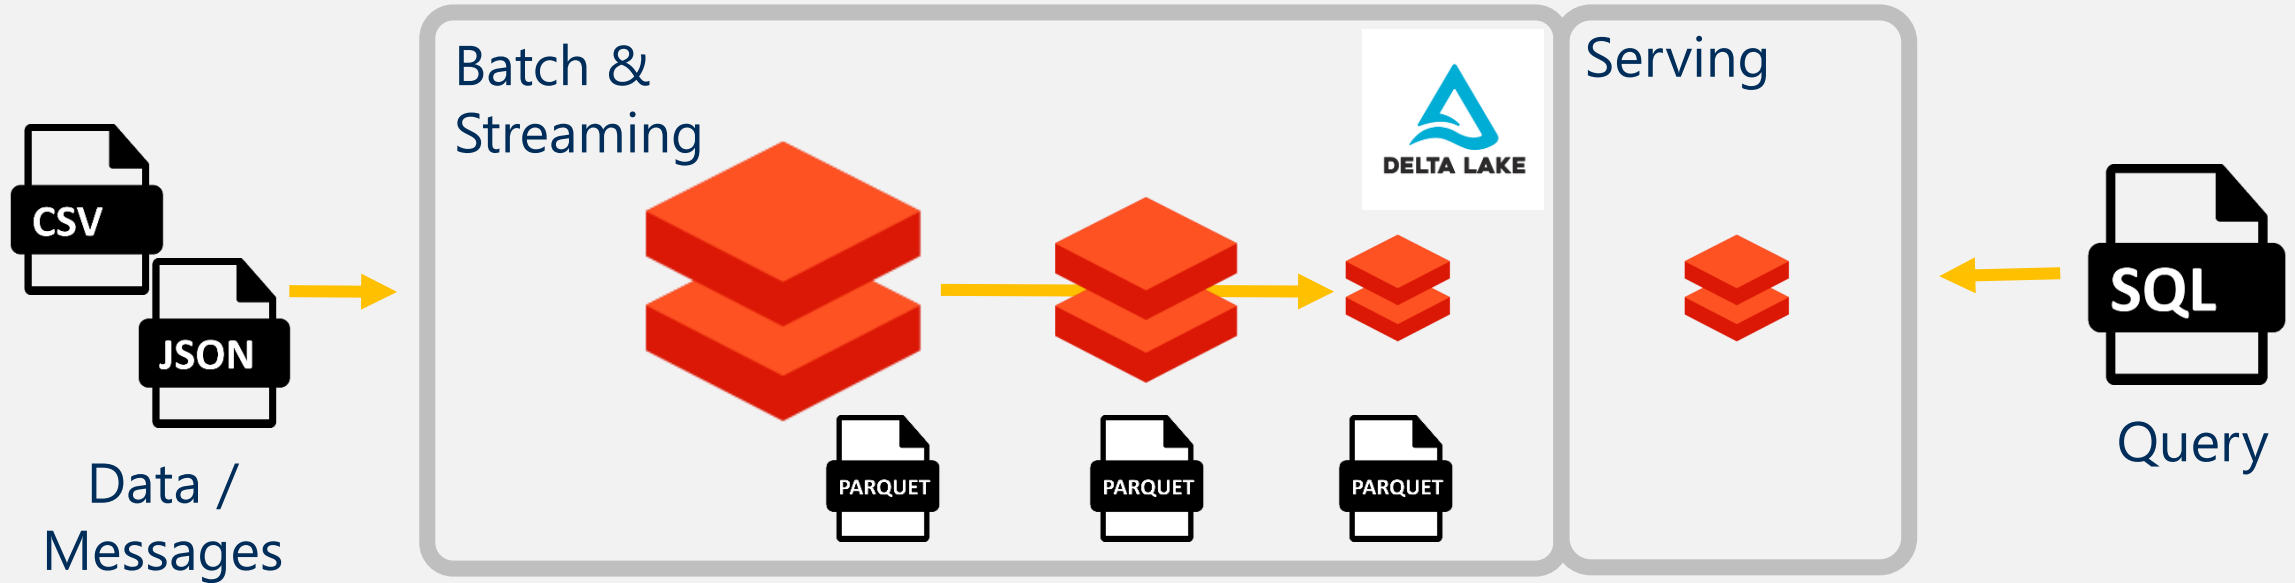 CSV
JSON
Data /
Messages
Batch &
Streaming
DELTA LAKE
PARQUET
PARQUET
PARQUET
Serving
SQL
Query